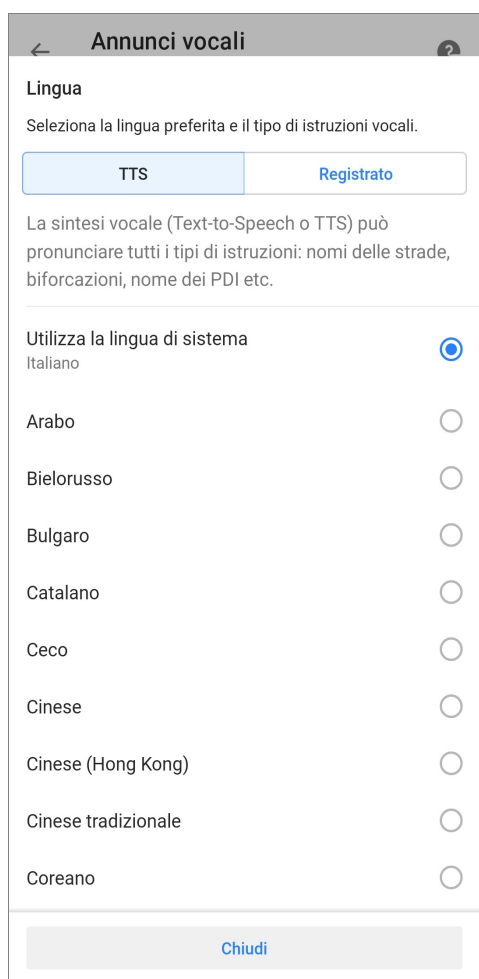 Annunci vocali
?
Lingua
Seleziona la lingua preferita e il tipo di istruzioni vocali.
TTS
Registrato
La sintesi vocale (Text-to-Speech o TTS) può
pronunciare tutti i tipi di istruzioni: nomi delle strade,
biforcazioni, nome dei PDI etc.
Utilizza la lingua di sistema
Italiano
Arabo
Bielorusso
Bulgaro
Catalano
Ceco
Cinese
Cinese (Hong Kong)
Cinese tradizionale
Coreano
Chiudi